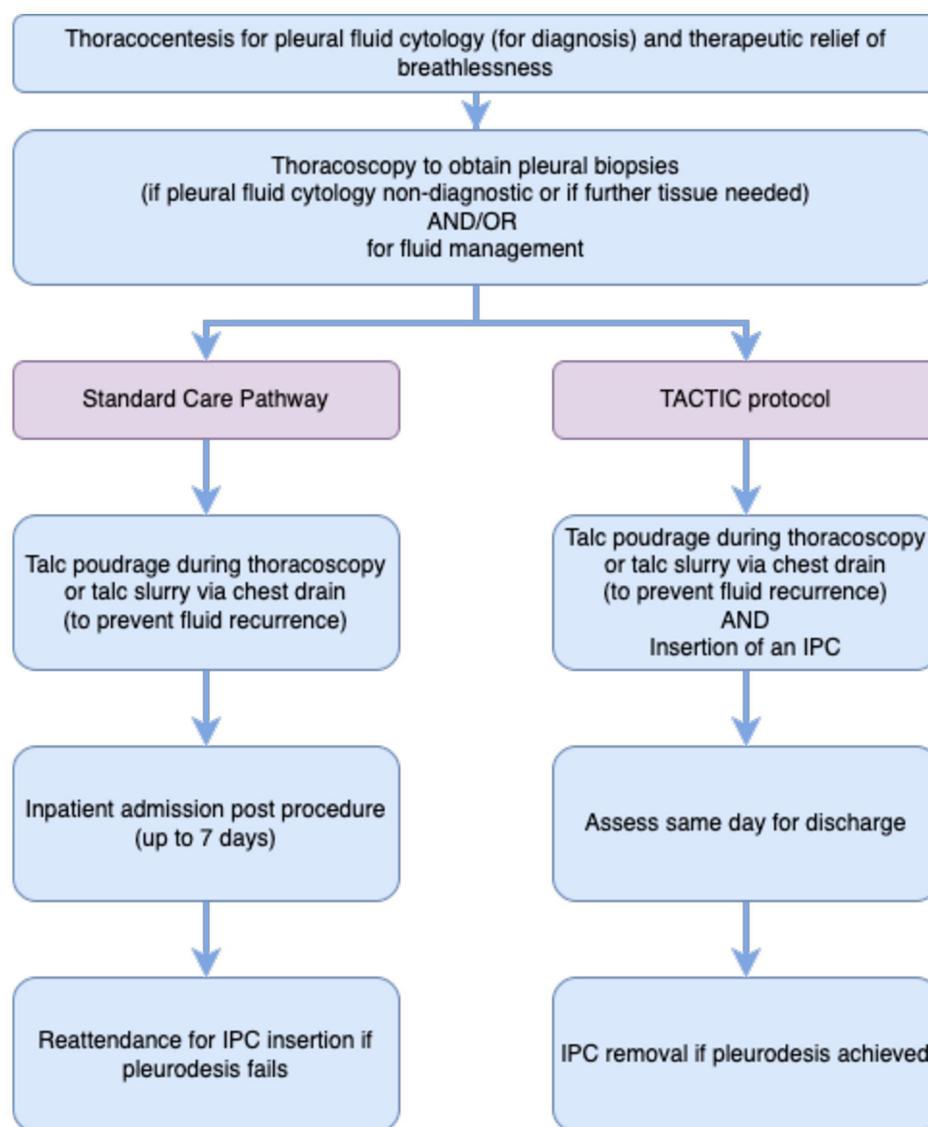 Thoracocentesis for pleural fluid cytology (for diagnosis) and therapeutic relief of
breathlessness
Thoracoscopy to obtain pleural biopsies
(if pleural fluid cytology non-diagnostic or if further tissue needed)
AND/OR
for fluid management
Standard Care Pathway
TACTIC protocol
Talc poudrage during thoracoscopy
or talc slurry via chest drain
(to prevent fluid recurrence)
Talc poudrage during thoracoscopy
or talc slurry via chest drain
(to prevent fluid recurrence)
AND
Insertion of an IPC
Inpatient admission post procedure
(up to 7 days)
Assess same day for discharge
Reattendance for IPC insertion if
pleurodesis fails
IPC removal if pleurodesis achieved